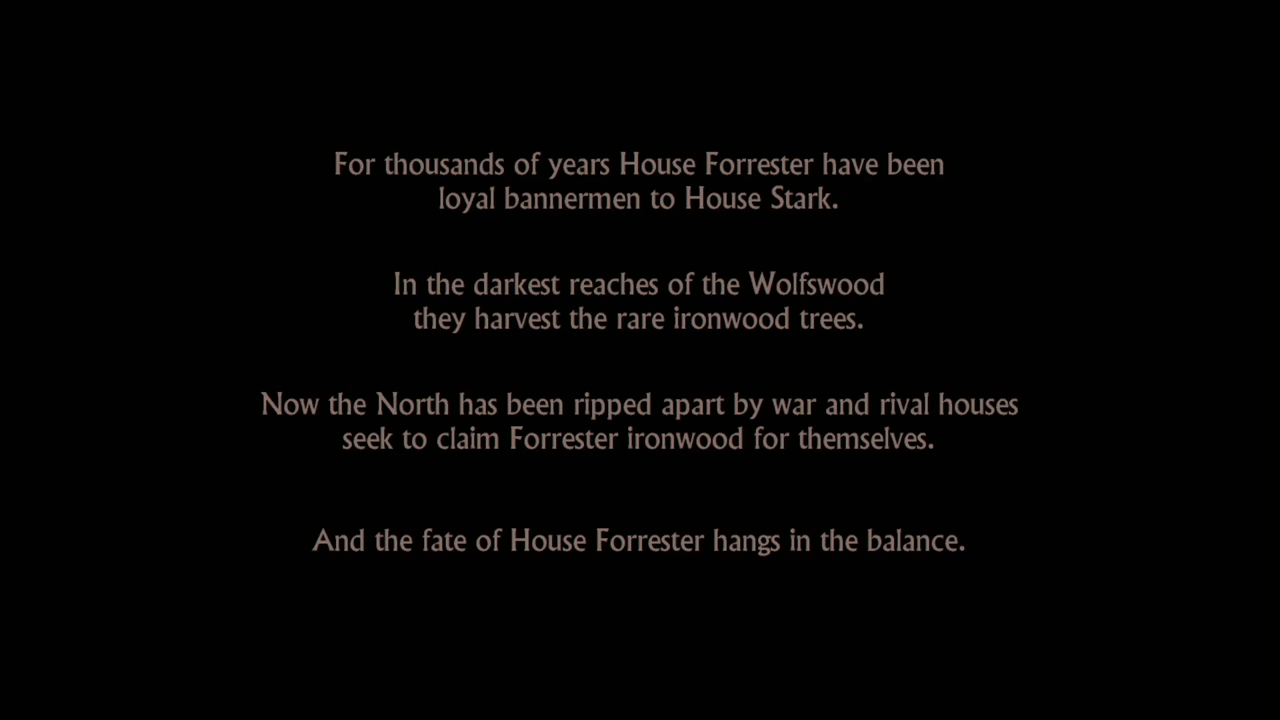 For thousands of years House Forrester have been
loyal bannermen to House Stark.
In the darkest reaches of the Wolfswood
they harvest the rare ironwood trees.
Now the North has been ripped apart by war and rival houses
seek to claim Forrester ironwood for themselves.
And the fate of House Forrester hangs in the balance.